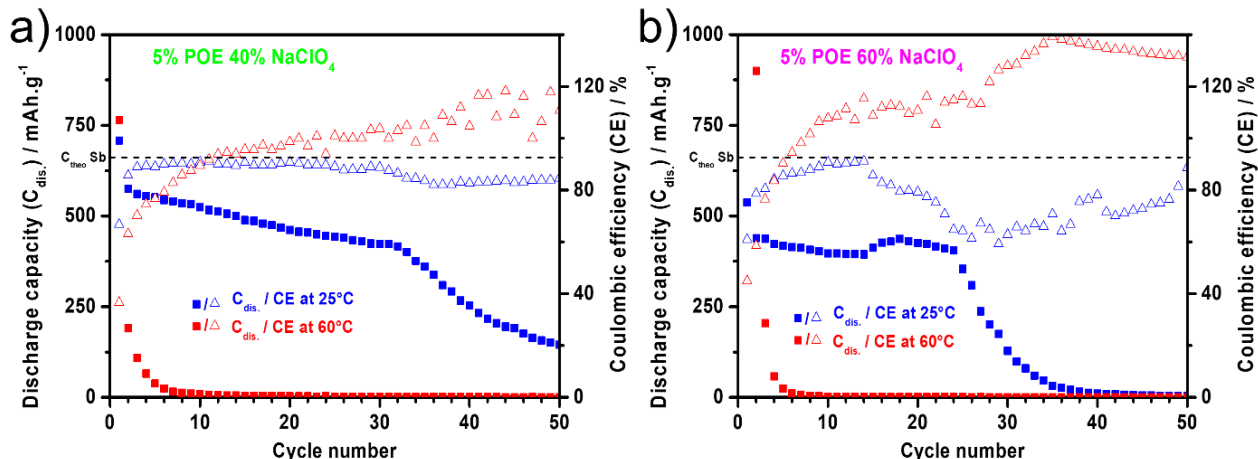 a)
5% POE 40% NaClO4
Discharge capacity (Cdis.) / mAh.g-1
1000
750
Ctheo Sb
500
250
0
■/△ Cdis. / CE at 25°C
■/△ Cdis. / CE at 60°C
120
80
40
0
Coulombic efficiency (CE) / %
0 10 20 30 40 50
Cycle number
b)
5% POE 60% NaClO4
Discharge capacity (Cdis.) / mAh.g-1
1000
750
Ctheo Sb
500
250
0
■/△ Cdis. / CE at 25°C
■/△ Cdis. / CE at 60°C
120
80
40
0
Coulombic efficiency (CE) / %
0 10 20 30 40 50
Cycle number